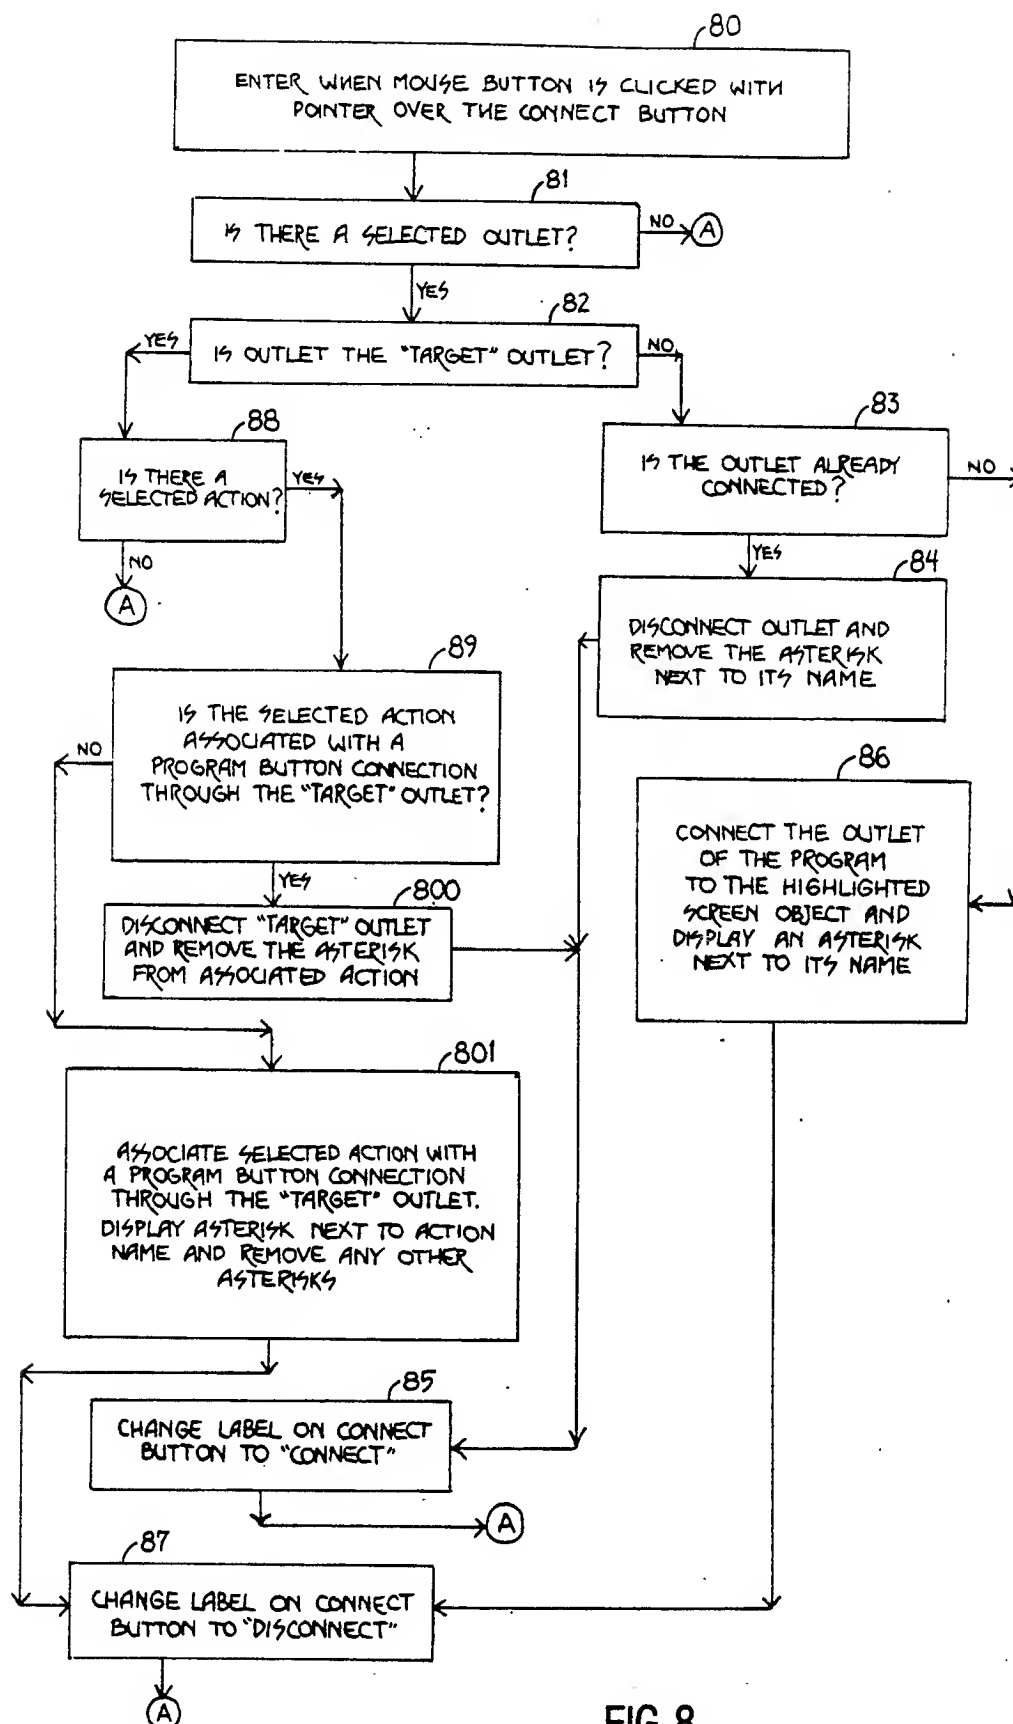 80
ENTER WHEN MOUSE BUTTON IS CLICKED WITH
POINTER OVER THE CONNECT BUTTON
81
IS THERE A SELECTED OUTLET?
NO
A
YES
82
IS OUTLET THE "TARGET" OUTLET?
YES
NO
88
IS THERE A
SELECTED ACTION?
YES
NO
A
83
IS THE OUTLET ALREADY
CONNECTED?
NO
YES
84
DISCONNECT OUTLET AND
REMOVE THE ASTERISK
NEXT TO ITS NAME
89
IS THE SELECTED ACTION
ASSOCIATED WITH A
PROGRAM BUTTON CONNECTION
THROUGH THE "TARGET" OUTLET?
NO
YES
86
CONNECT THE OUTLET
OF THE PROGRAM
TO THE HIGHLIGHTED
SCREEN OBJECT AND
DISPLAY AN ASTERISK
NEXT TO ITS NAME
800
DISCONNECT "TARGET" OUTLET
AND REMOVE THE ASTERISK
FROM ASSOCIATED ACTION
801
ASSOCIATE SELECTED ACTION WITH
A PROGRAM BUTTON CONNECTION
THROUGH THE "TARGET" OUTLET.
DISPLAY ASTERISK NEXT TO ACTION
NAME AND REMOVE ANY OTHER
ASTERISKS
85
CHANGE LABEL ON CONNECT
BUTTON TO "CONNECT"
A
87
CHANGE LABEL ON CONNECT
BUTTON TO "DISCONNECT"
A
FIG. 8